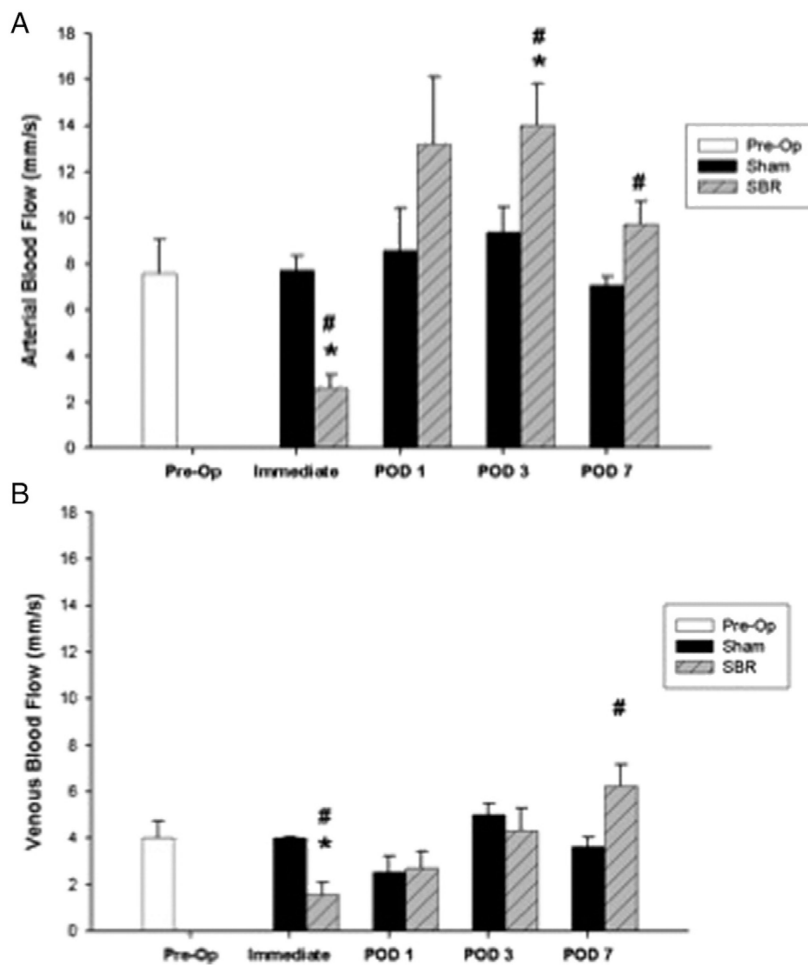 A
18
16
14
12
10
8
6
4
2
0
Arterial Blood Flow (mm/s)
#
*
#
*
#
Pre-Op
Sham
SBR
Pre-Op Immediate POD 1 POD 3 POD 7
B
18
16
14
12
10
8
6
4
2
0
Venous Blood Flow (mm/s)
#
*
#
Pre-Op
Sham
SBR
Pre-Op Immediate POD 1 POD 3 POD 7